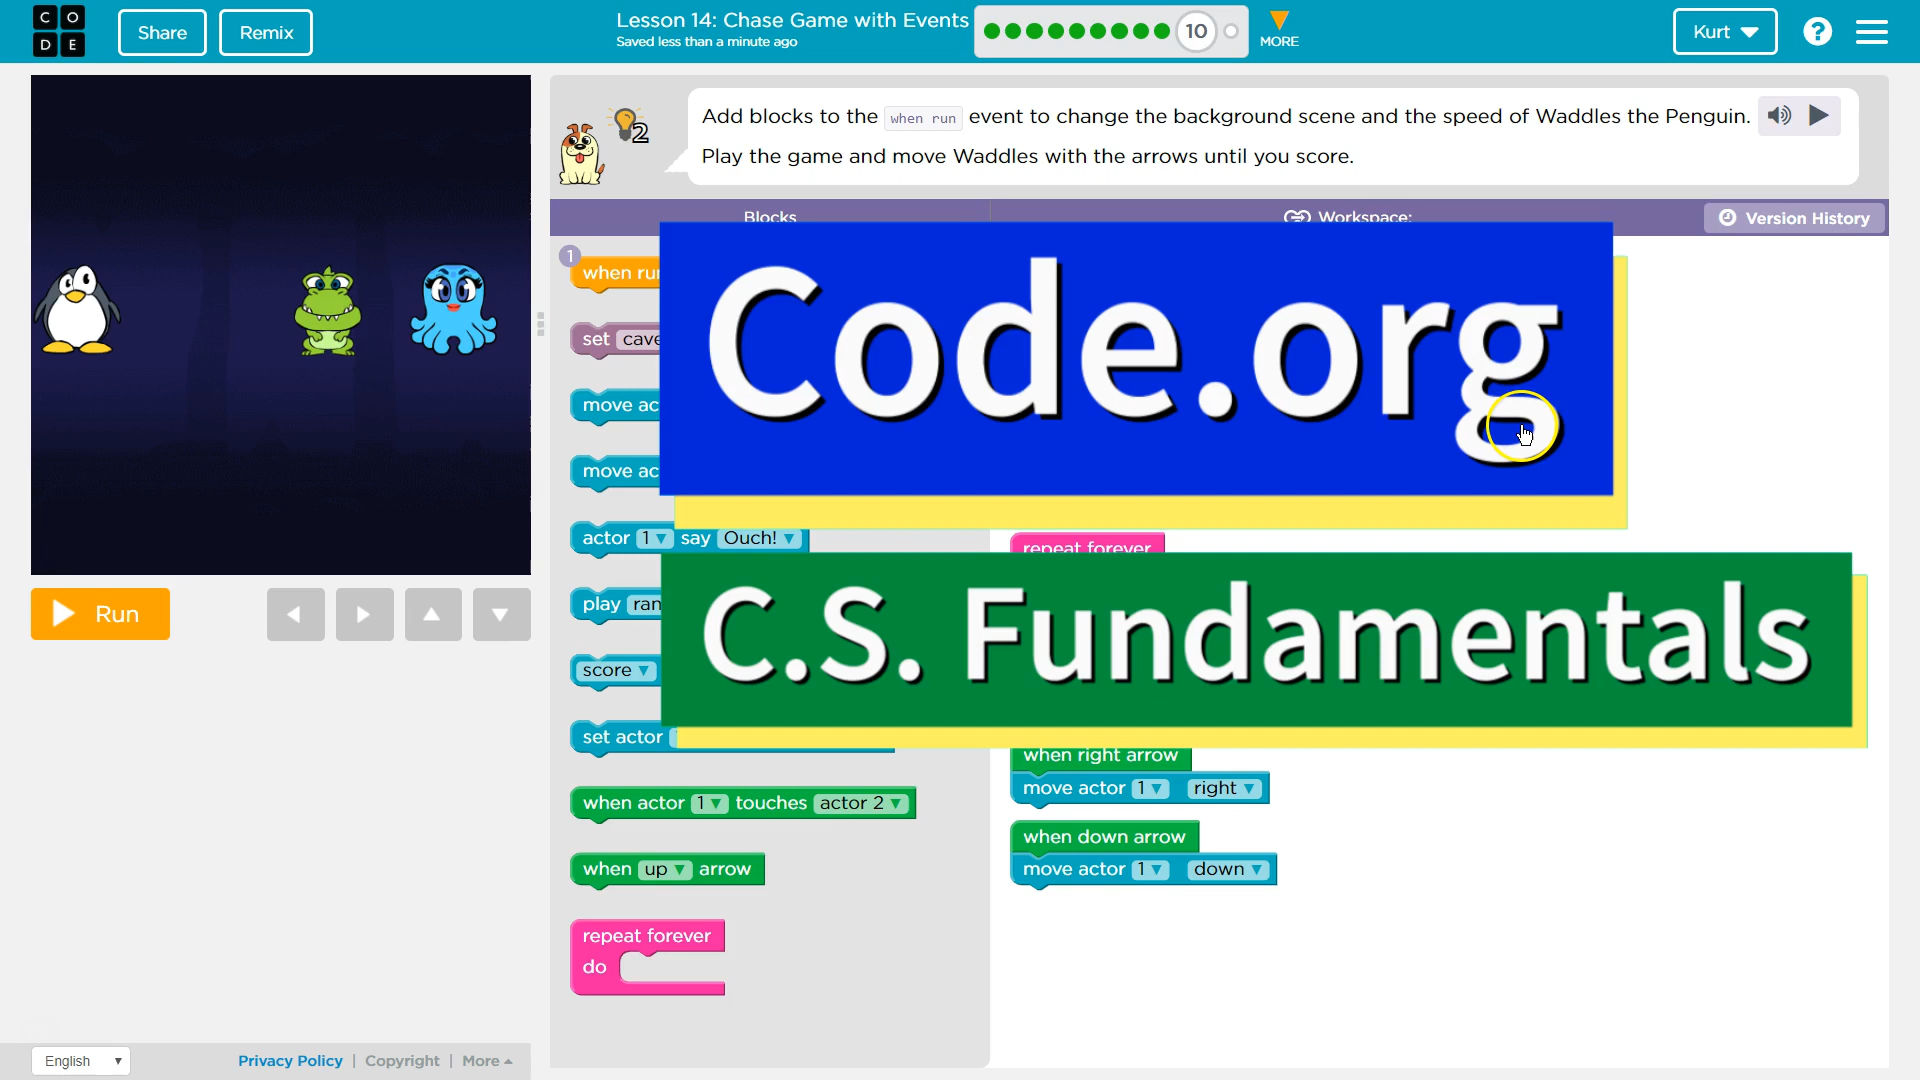 C O
D E
Share
Remix
Lesson 14: Chase Game with Events
Saved less than a minute ago
10
MORE
Kurt
?
2
Add blocks to the when run event to change the background scene and the speed of Waddles the Penguin.
Play the game and move Waddles with the arrows until you score.
Blocks
Workspace:
Version History
1
when ru
set cave
move ac
move ac
actor 1 say Ouch!
play ran
score
set actor
when actor 1 touches actor 2
when up arrow
repeat forever
do
Code.org
repeat forever
C.S. Fundamentals
when right arrow
move actor 1 right
when down arrow
move actor 1 down
Run
English
Privacy Policy | Copyright | More